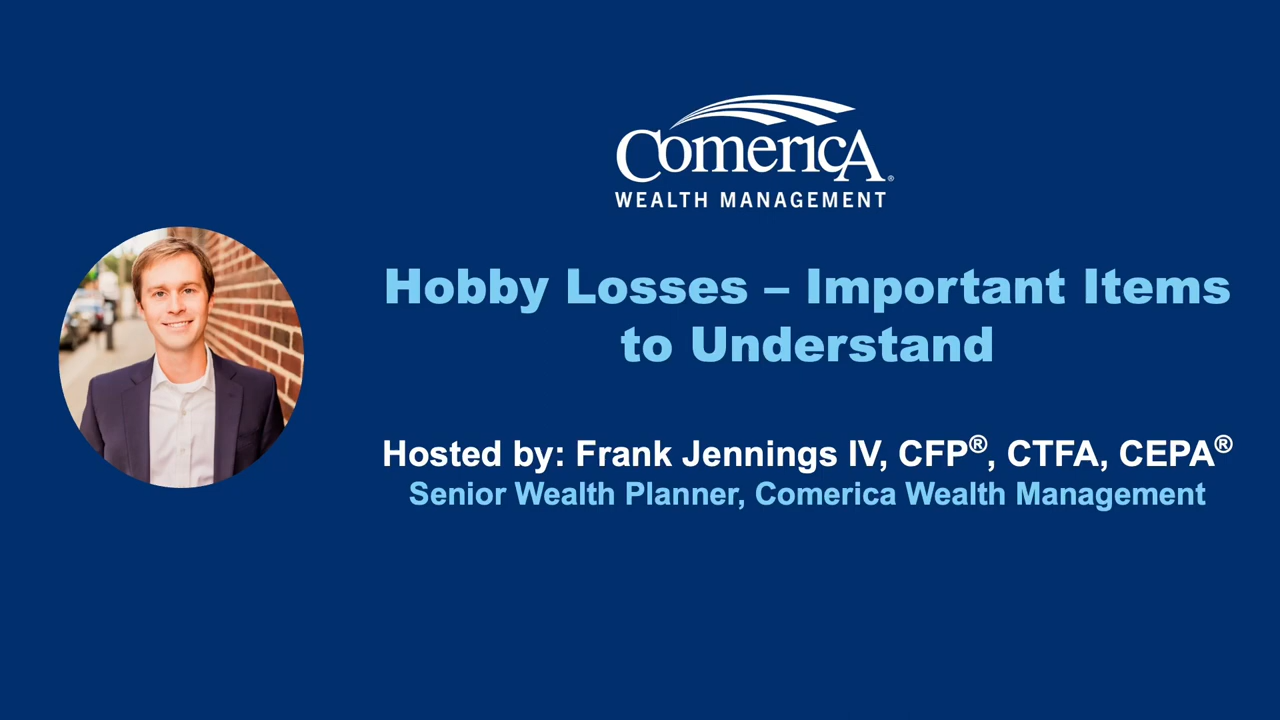 ComericA®
WEALTH MANAGEMENT
Hobby Losses – Important Items
to Understand
Hosted by: Frank Jennings IV, CFP®, CTFA, CEPA®
Senior Wealth Planner, Comerica Wealth Management